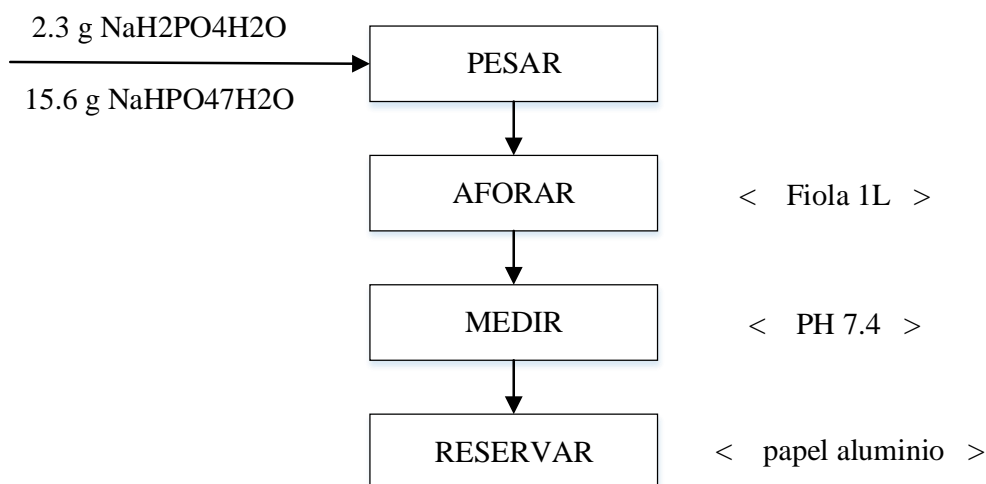 2.3 g NaH2PO4H2O
PESAR
15.6 g NaHPO47H2O
AFORAR
< Fiola 1L >
MEDIR
< PH 7.4 >
RESERVAR
< papel aluminio >